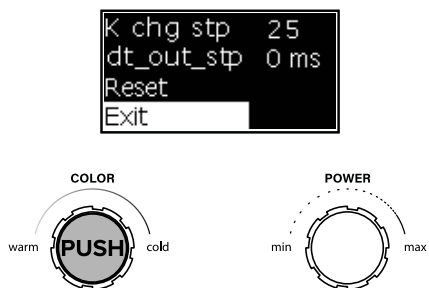 K chg stp 25
dt_out_stp 0 ms
Reset
Exit
COLOR POWER
warm PUSH cold min max